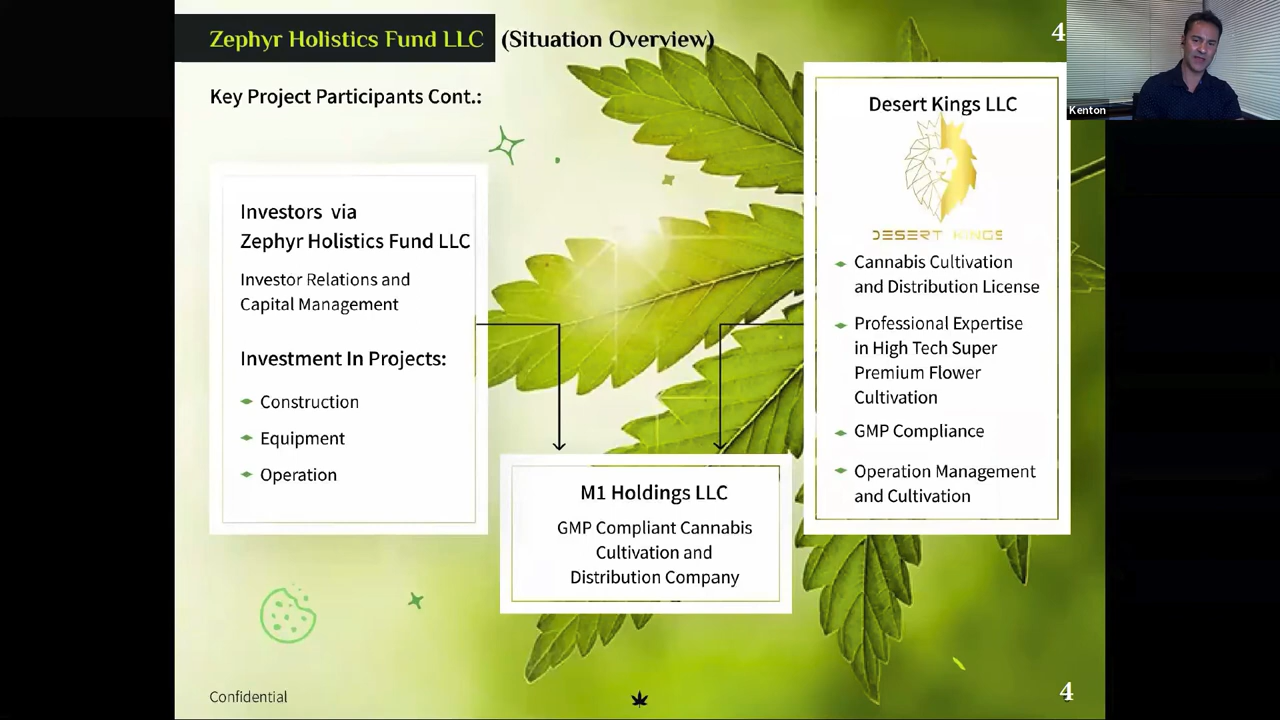 Zephyr Holistics Fund LLC (Situation Overview)
4
Kenton
Key Project Participants Cont.:
Investors via
Zephyr Holistics Fund LLC
Investor Relations and
Capital Management
Investment In Projects:
Construction
Equipment
Operation
M1 Holdings LLC
GMP Compliant Cannabis
Cultivation and
Distribution Company
Desert Kings LLC
DESERT KINGS
Cannabis Cultivation
and Distribution License
Professional Expertise
in High Tech Super
Premium Flower
Cultivation
GMP Compliance
Operation Management
and Cultivation
Confidential
4